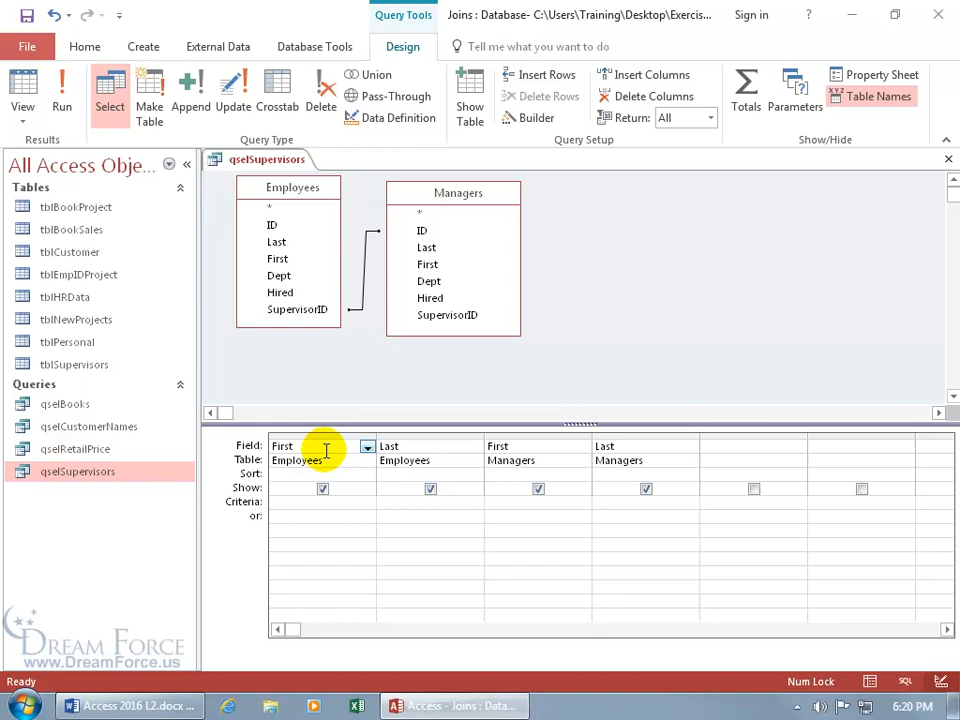 Query Tools
Joins : Database- C:\Users\Training\Desktop\Exercis...
Sign in
?
File
Home
Create
External Data
Database Tools
Design
Tell me what you want to do
View
Run
Select
Make Table
Append
Update
Crosstab
Delete
Union
Pass-Through
Data Definition
Show Table
Insert Rows
Delete Rows
Builder
Insert Columns
Delete Columns
Return: All
Totals
Parameters
Property Sheet
Table Names
Results
Query Type
Query Setup
Show/Hide
All Access Obje...
Tables
tblBookProject
tblBookSales
tblCustomer
tblEmpIDProject
tblHRData
tblNewProjects
tblPersonal
tblSupervisors
Queries
qselBooks
qselCustomerNames
qselRetailPrice
qselSupervisors
qselSupervisors
Employees
*
ID
Last
First
Dept
Hired
SupervisorID
Managers
*
ID
Last
First
Dept
Hired
SupervisorID
Field: First Last First Last
Table: Employees Employees Managers Managers
Sort:
Show:
Criteria:
or:
DREAM FORCE
www.DreamForce.us
Ready
Num Lock
SQL
Access 2016 L2.docx ...
Access - Joins : Data...
6:20 PM